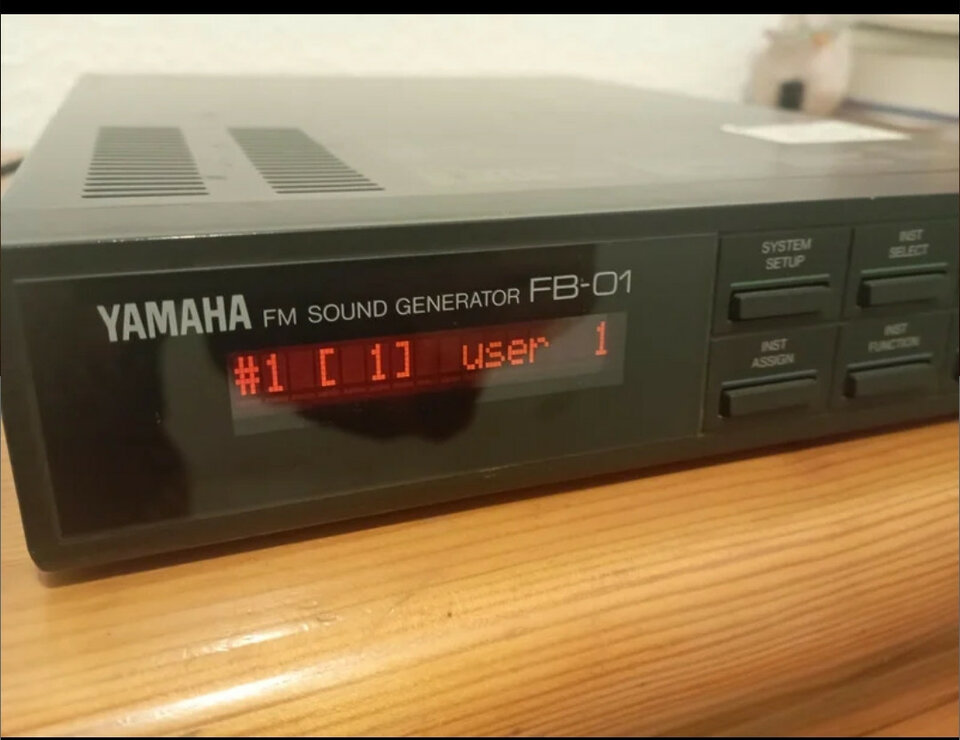 YAMAHA FM SOUND GENERATOR FB-01
#1 [ 1] user 1
SYSTEM
SETUP
INST
SELECT
INST
ASSIGN
INST
FUNCTION